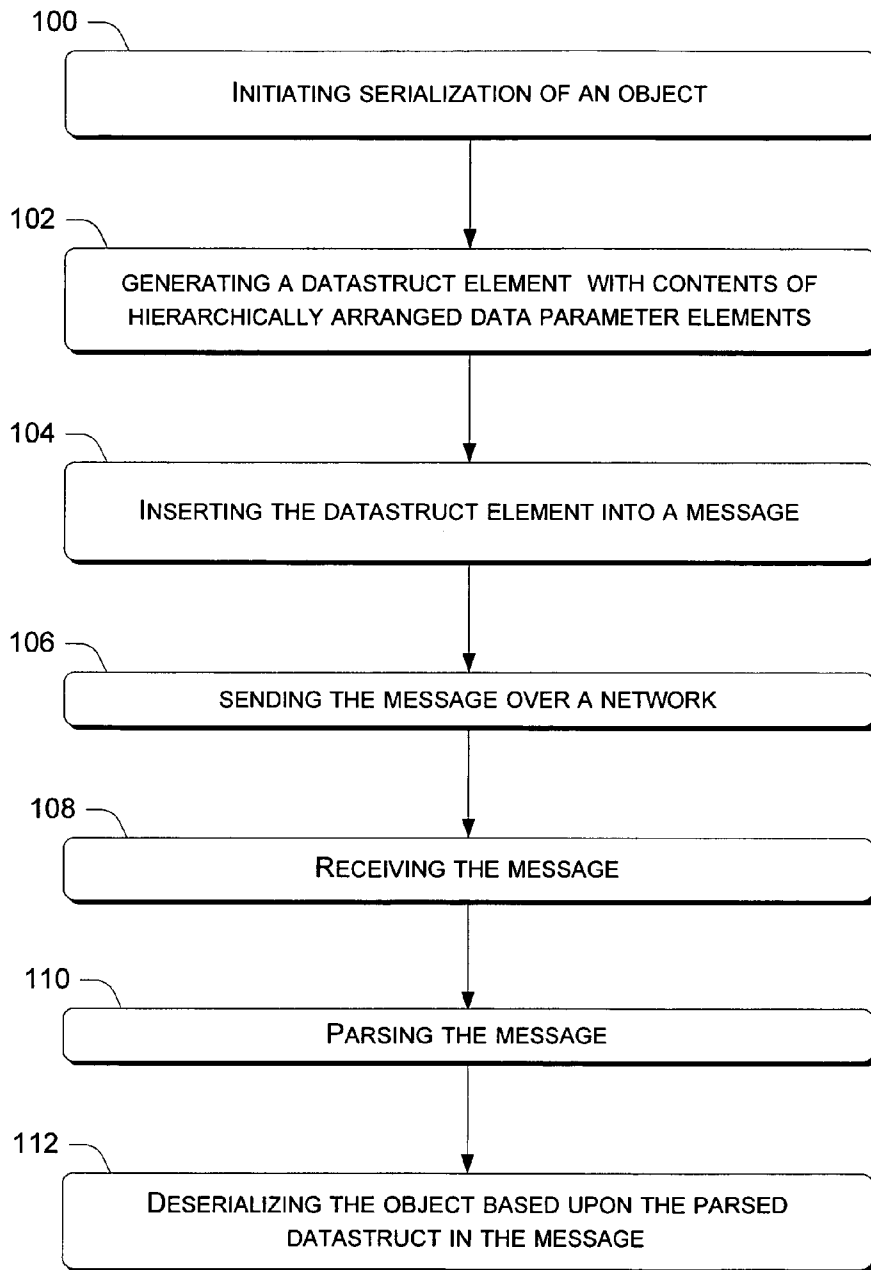 100
INITIATING SERIALIZATION OF AN OBJECT
102
GENERATING A DATASTRUCT ELEMENT WITH CONTENTS OF
HIERARCHICALLY ARRANGED DATA PARAMETER ELEMENTS
104
INSERTING THE DATASTRUCT ELEMENT INTO A MESSAGE
106
SENDING THE MESSAGE OVER A NETWORK
108
RECEIVING THE MESSAGE
110
PARSING THE MESSAGE
112
DESERIALIZING THE OBJECT BASED UPON THE PARSED
DATASTRUCT IN THE MESSAGE